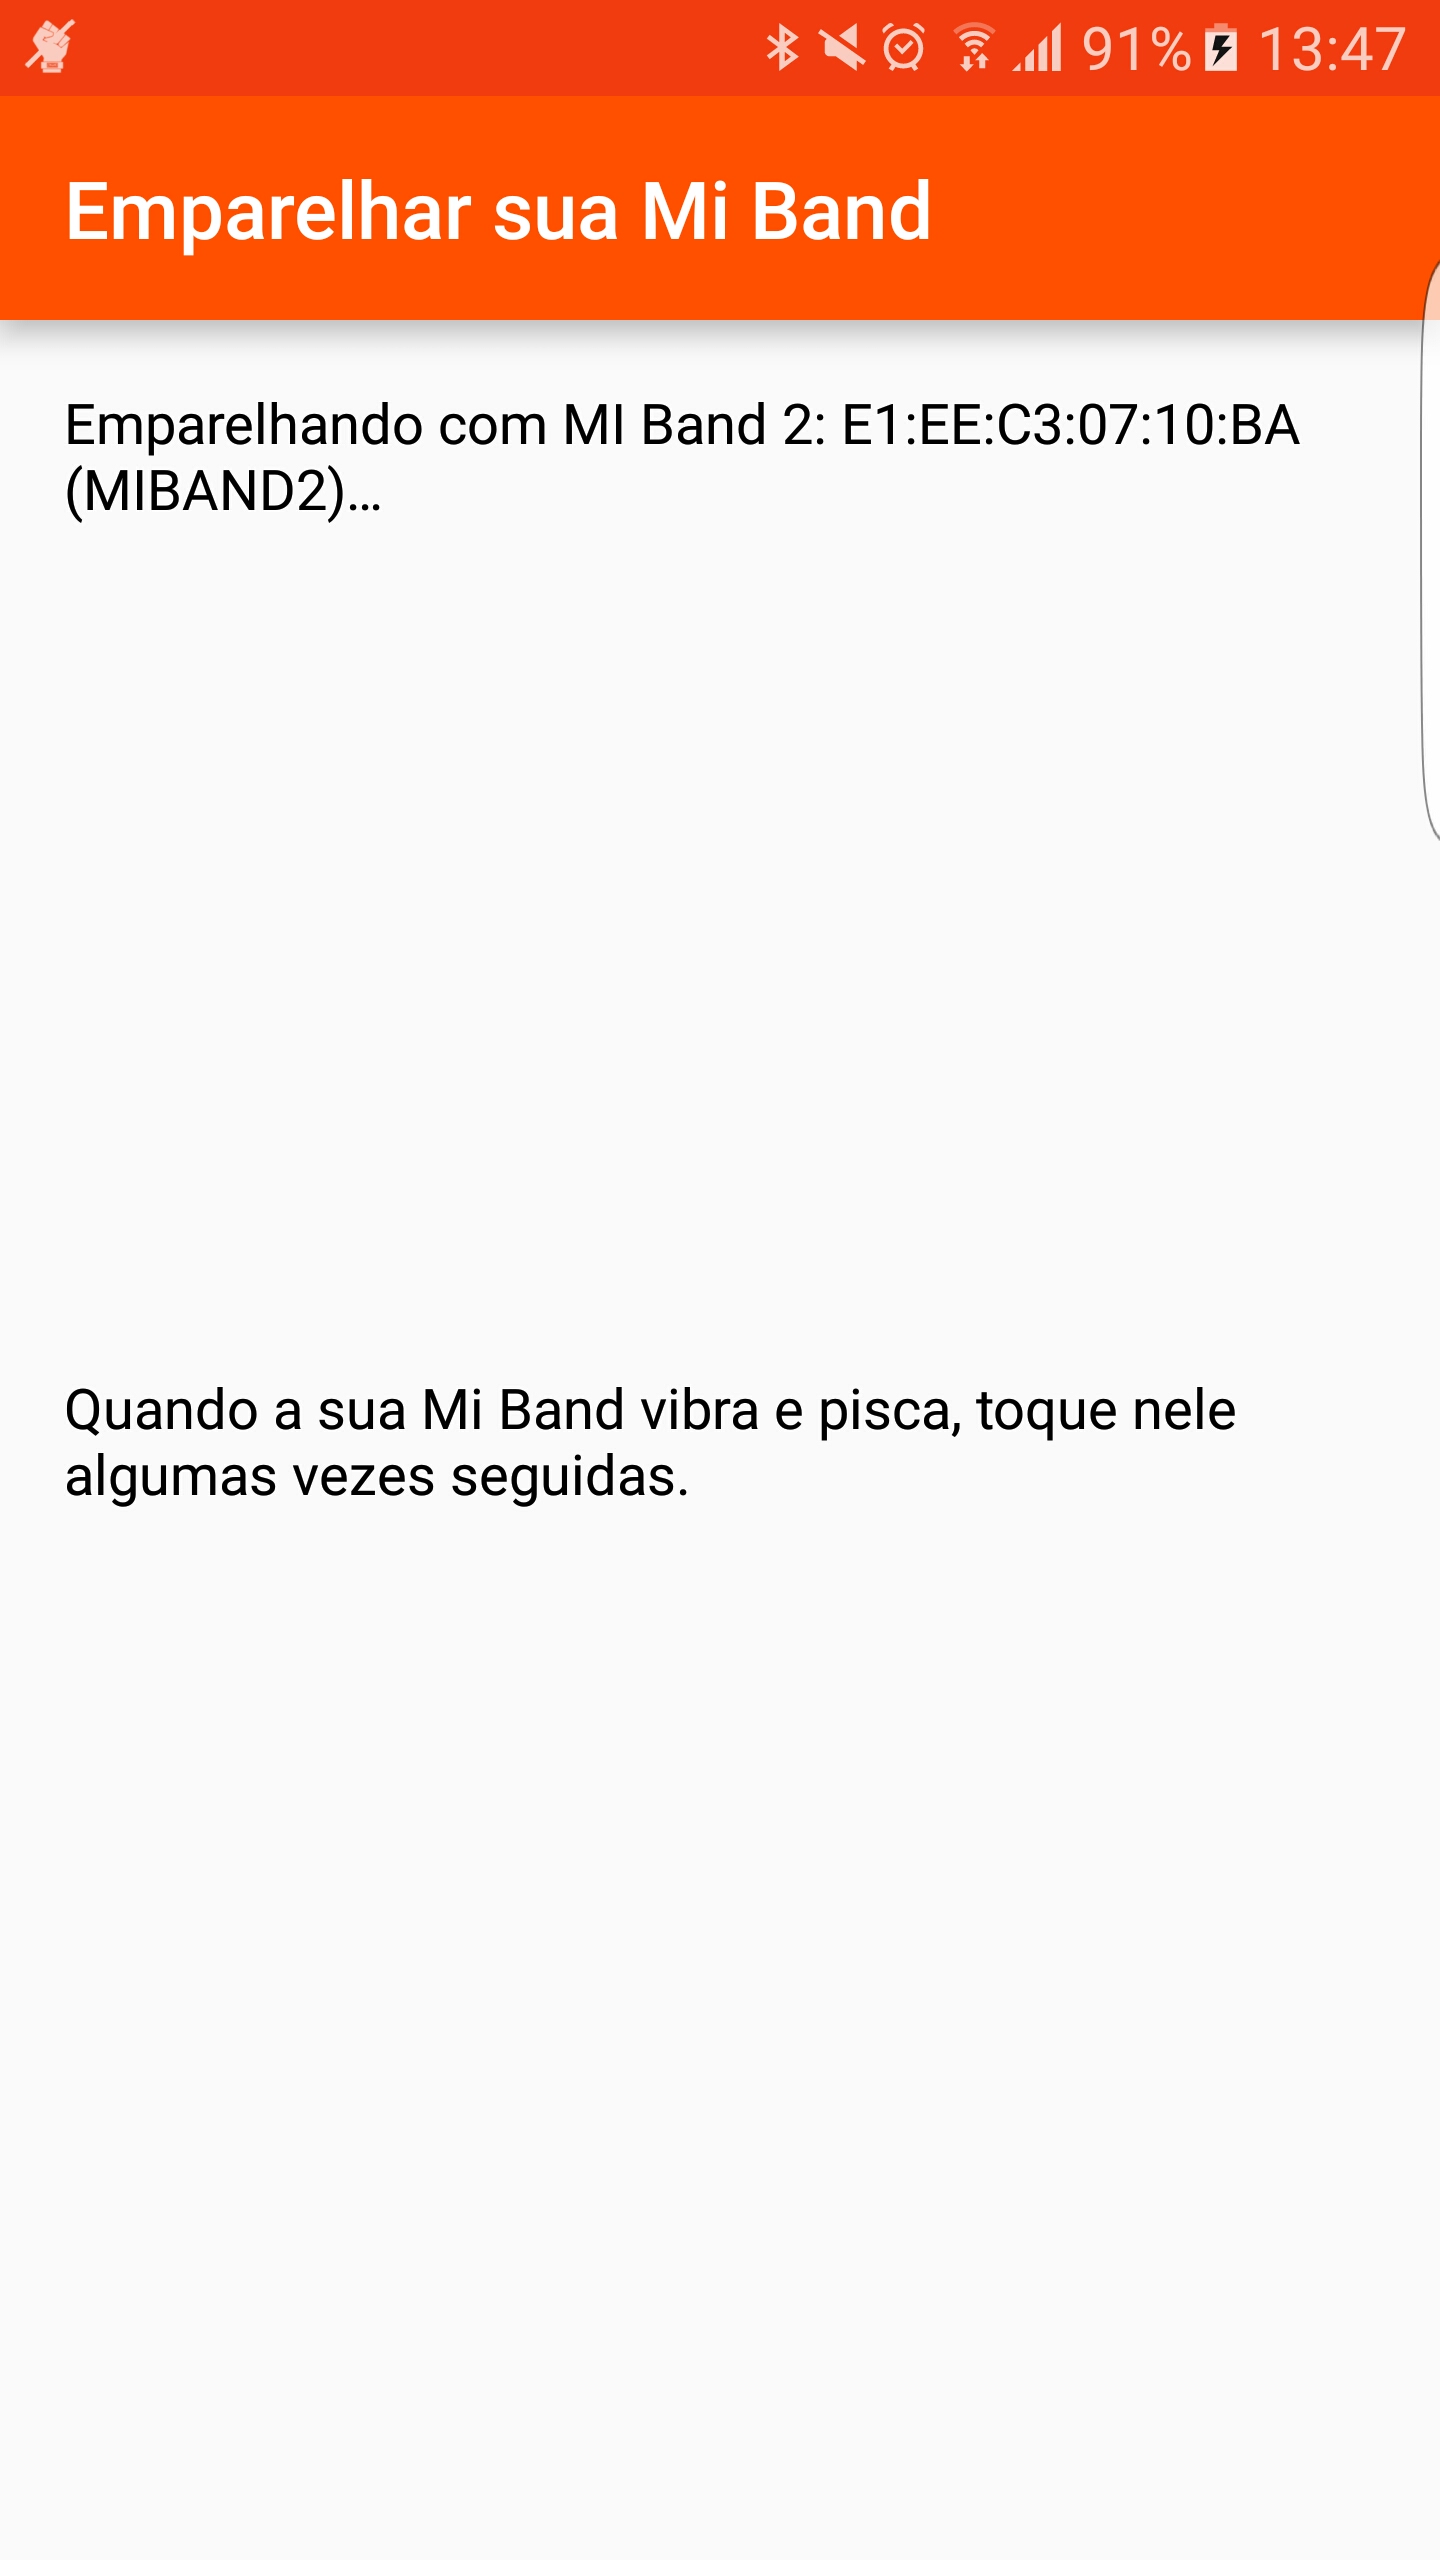 91% 13:47
Emparelhar sua Mi Band
Emparelhando com MI Band 2: E1:EE:C3:07:10:BA
(MIBAND2)…
Quando a sua Mi Band vibra e pisca, toque nele
algumas vezes seguidas.